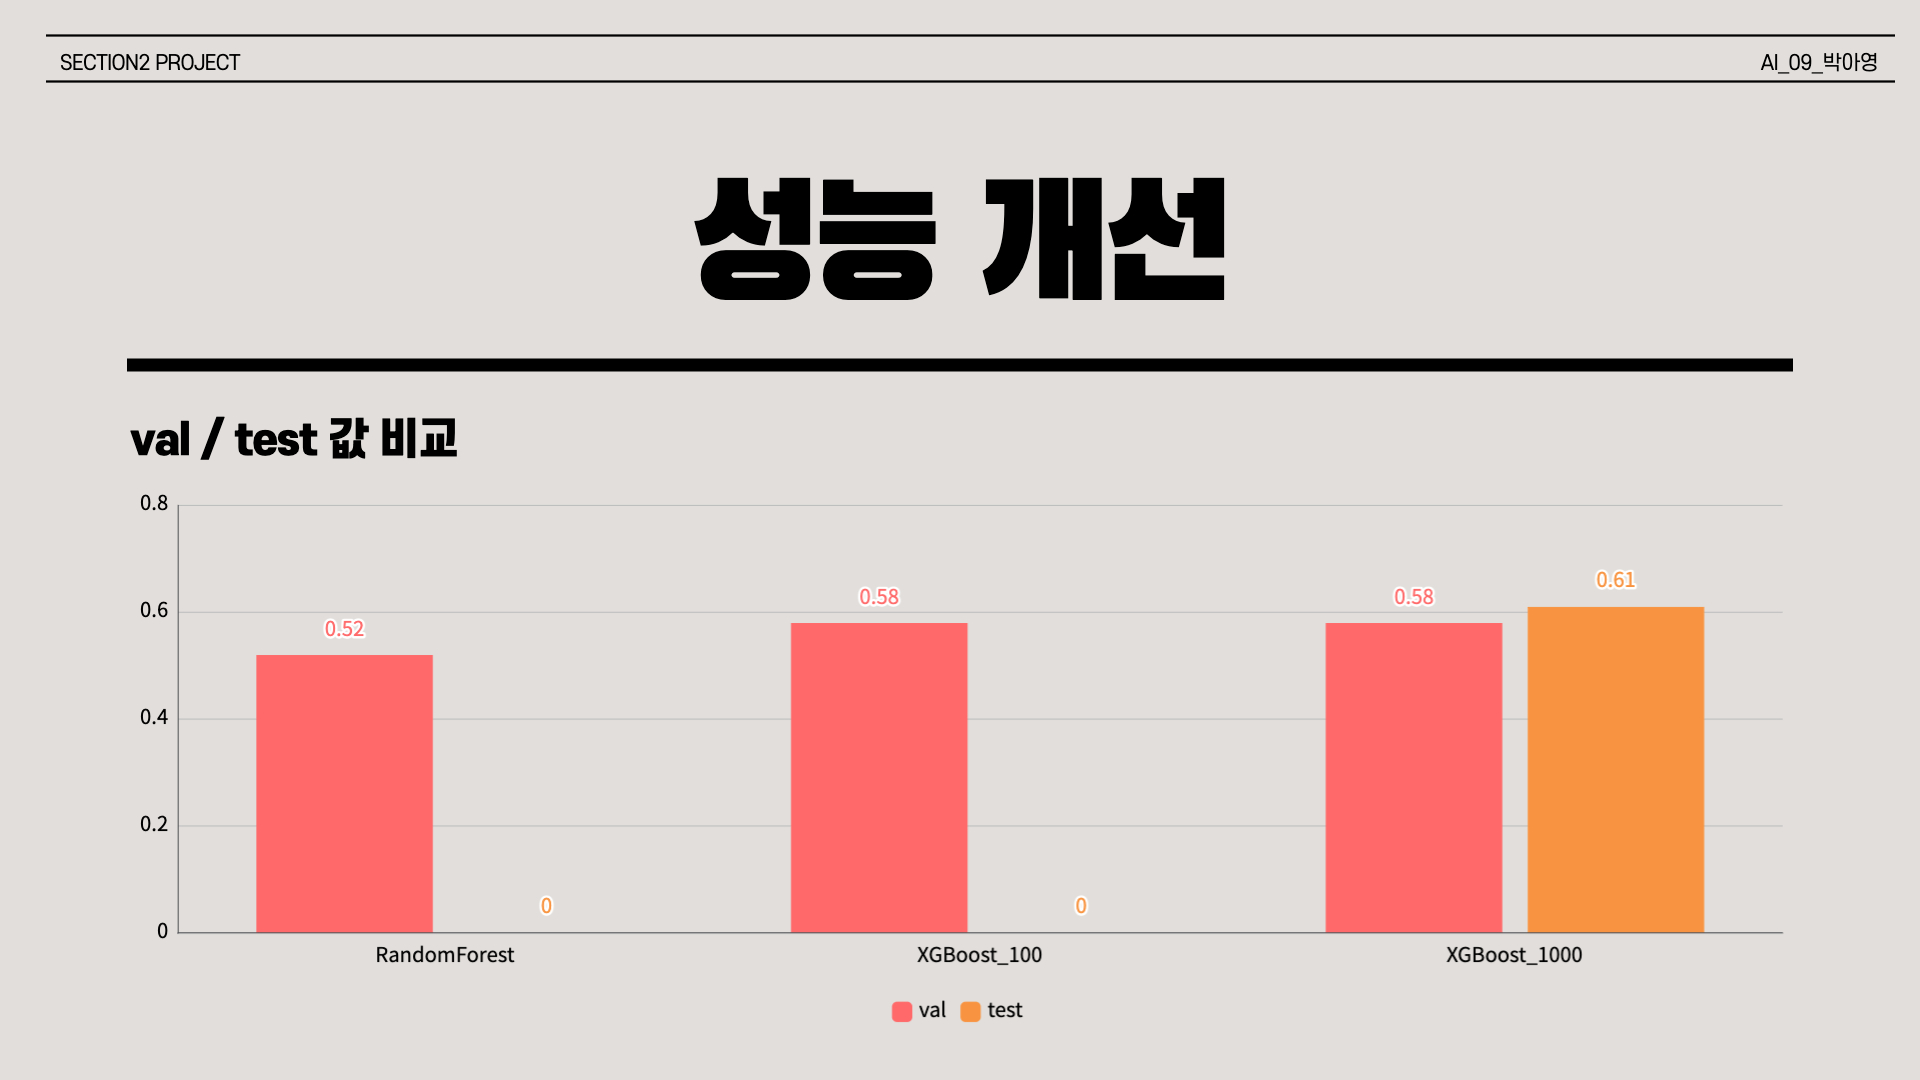 SECTION2 PROJECT
AI_09_박아영
성능 개선
val / test 값 비교
0.8
0.6
0.4
0.2
0
0.52
0
0.58
0
0.58
0.61
RandomForest
XGBoost_100
XGBoost_1000
val
test